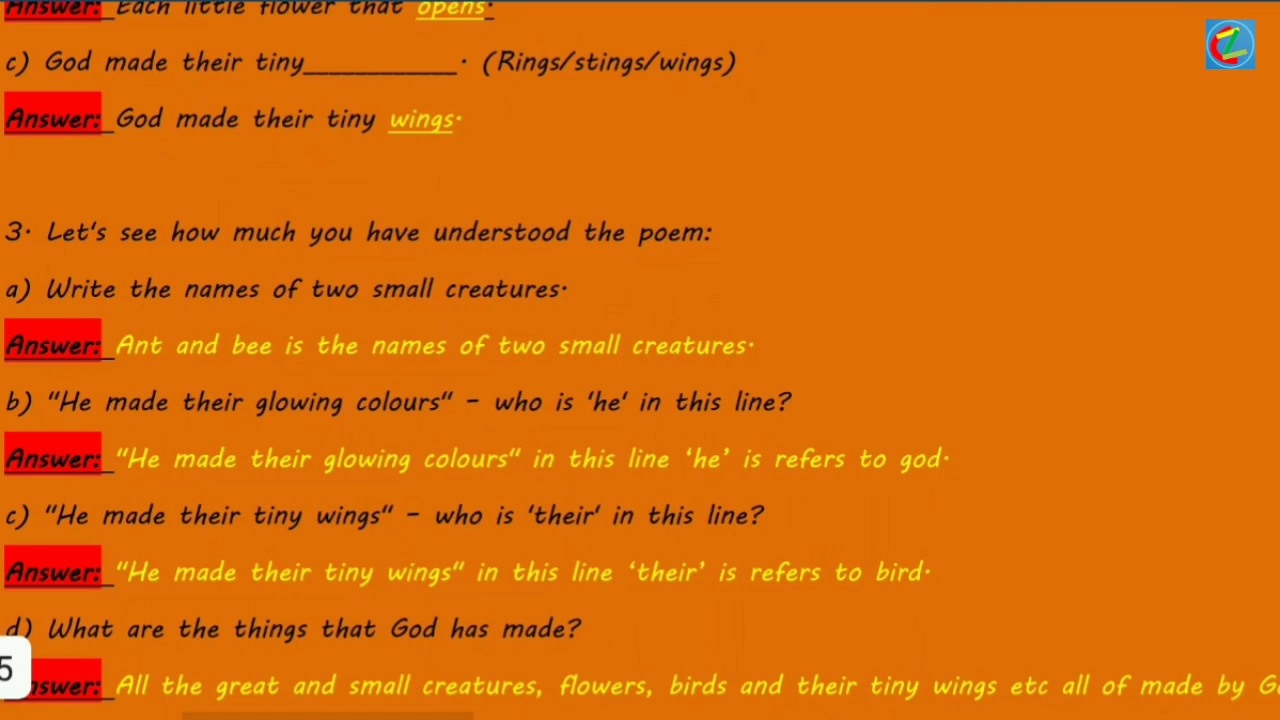 Answer: Each little flower that opens.
c) God made their tiny____________. (Rings/stings/wings)
Answer: God made their tiny wings.
3. Let's see how much you have understood the poem:
a) Write the names of two small creatures.
Answer: Ant and bee is the names of two small creatures.
b) "He made their glowing colours" - who is 'he' in this line?
Answer: "He made their glowing colours" in this line ‘he’ is refers to god.
c) "He made their tiny wings" - who is 'their' in this line?
Answer: "He made their tiny wings" in this line ‘their’ is refers to bird.
d) What are the things that God has made?
Answer: All the great and small creatures, flowers, birds and their tiny wings etc all of made by
5